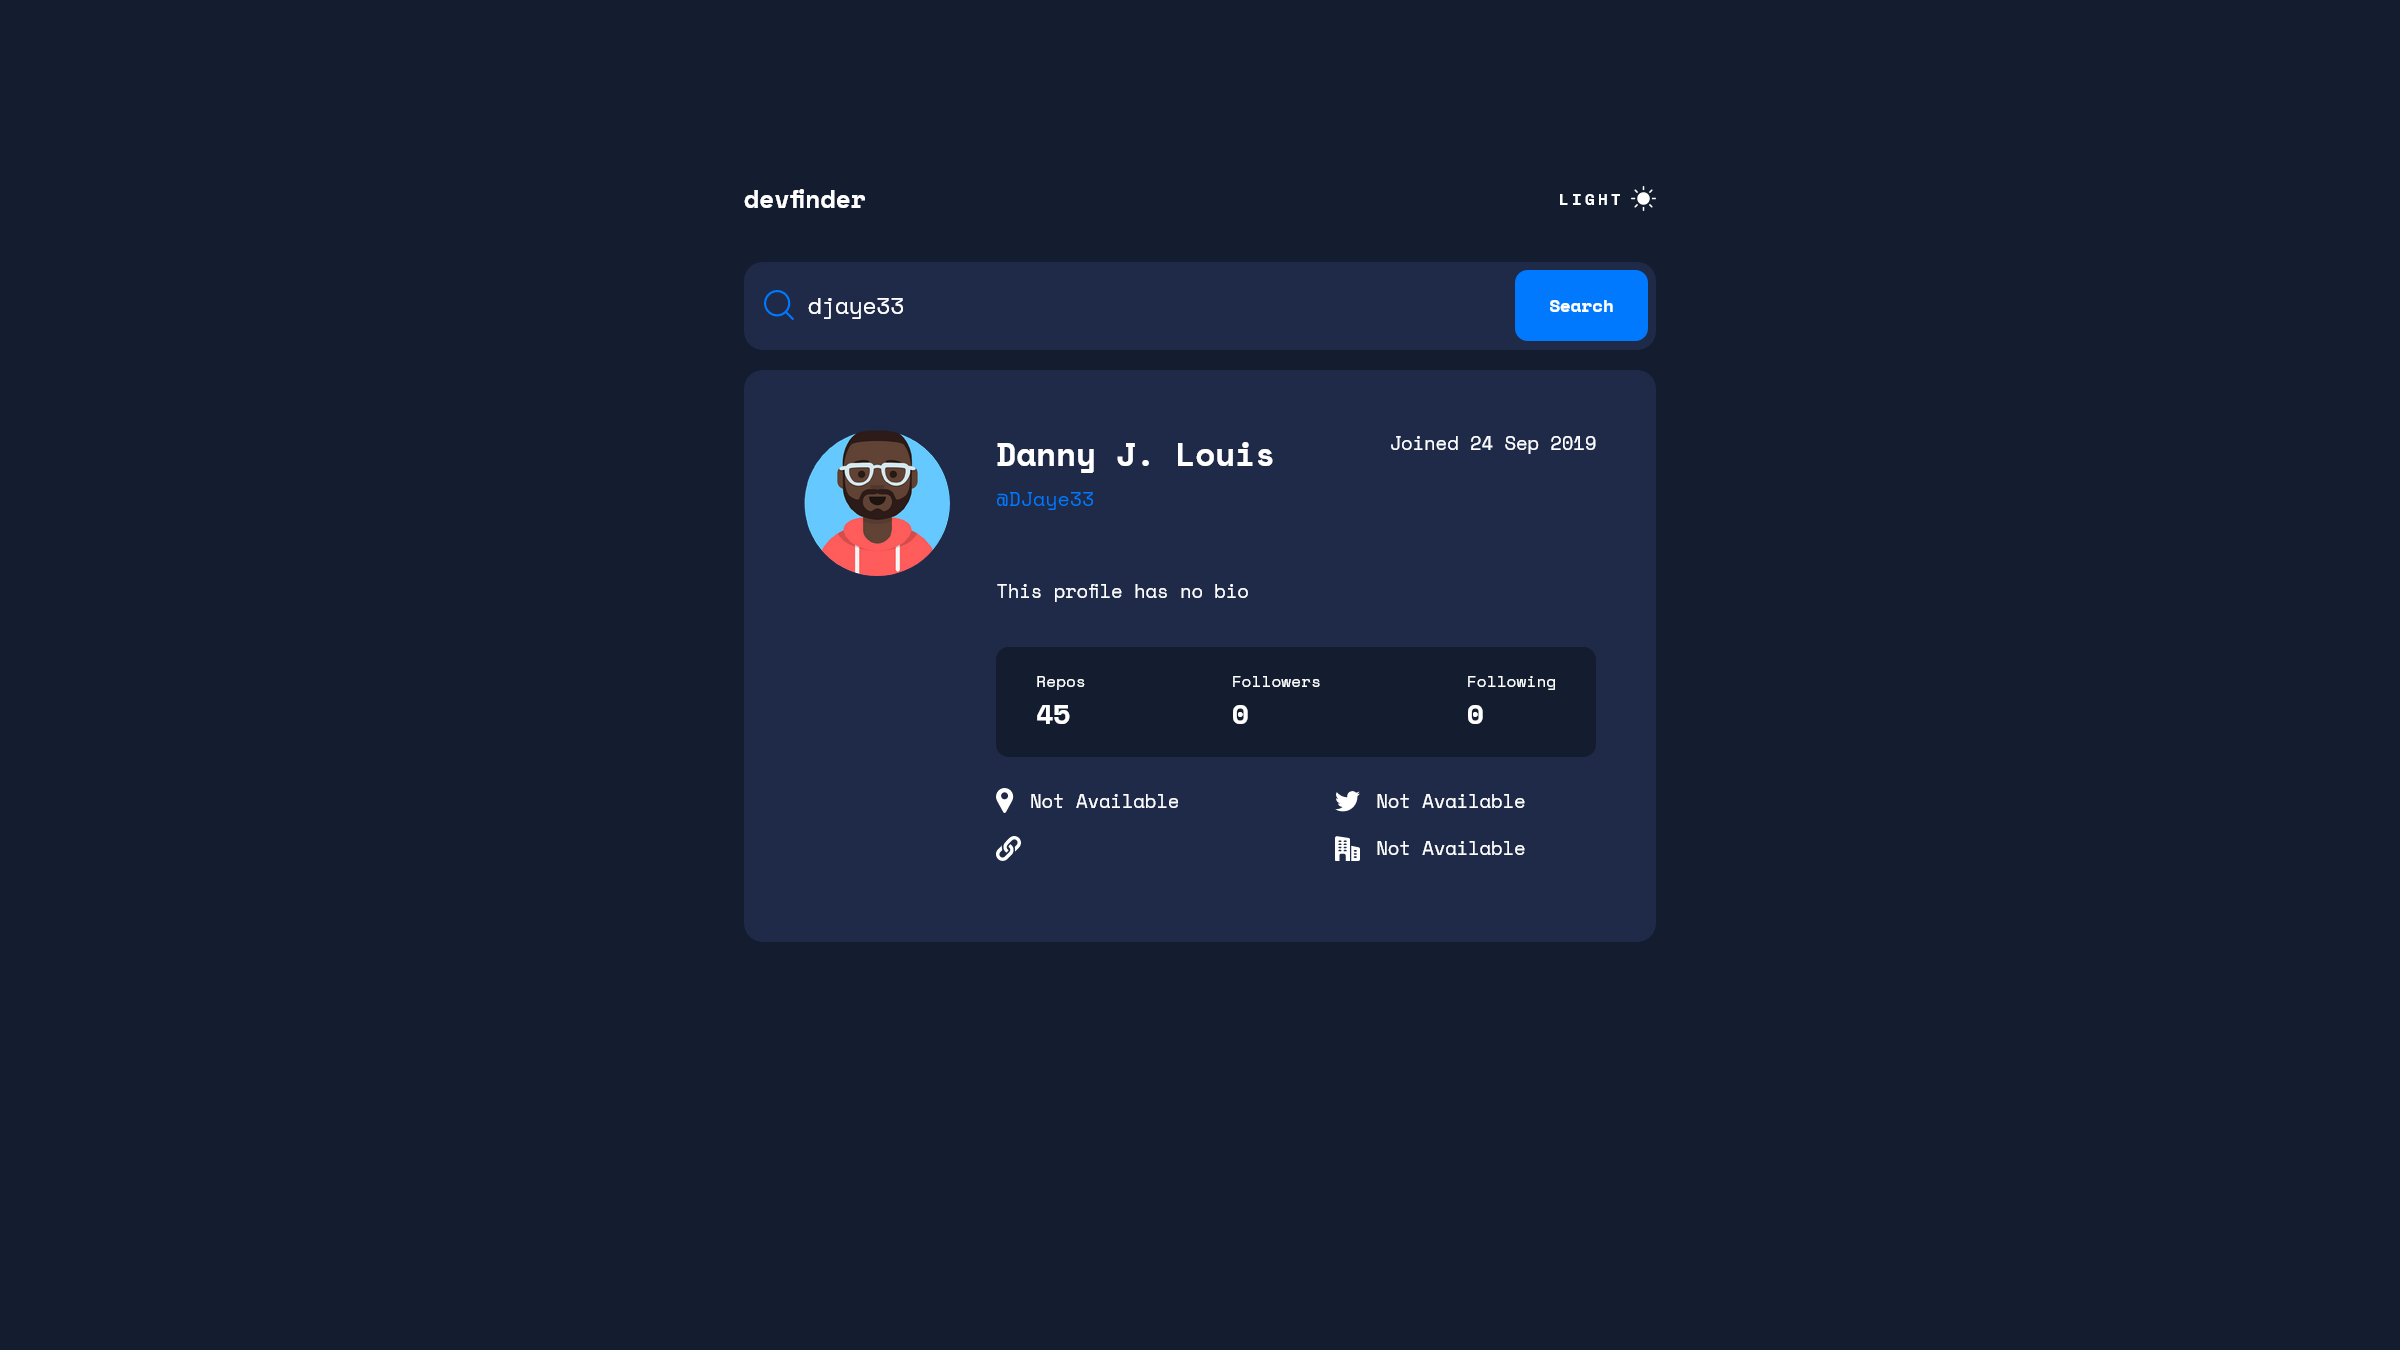 devfinder
LIGHT
djaye33
Search
Danny J. Louis
Joined 24 Sep 2019
@DJaye33
This profile has no bio
Repos
Followers
Following
45
0
0
Not Available
Not Available
Not Available